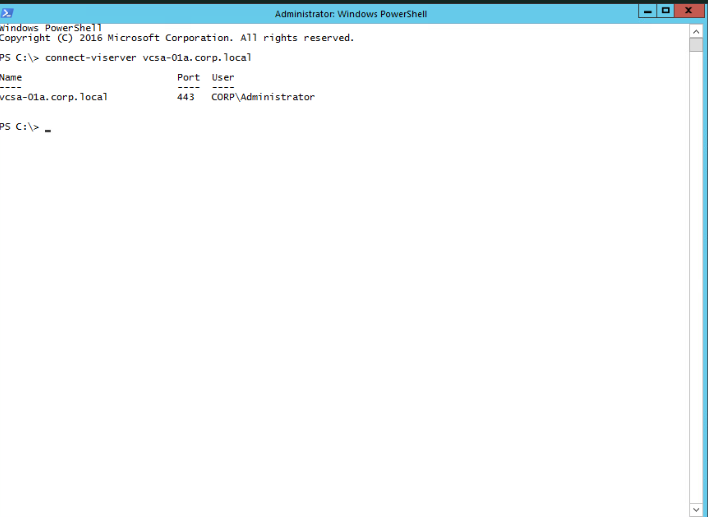 Administrator: Windows PowerShell
Windows PowerShell
Copyright (C) 2016 Microsoft Corporation. All rights reserved.
PS C:\> connect-viserver vcsa-01a.corp.local
Name Port User
---- ---- ----
vcsa-01a.corp.local 443 CORP\Administrator
PS C:\> _